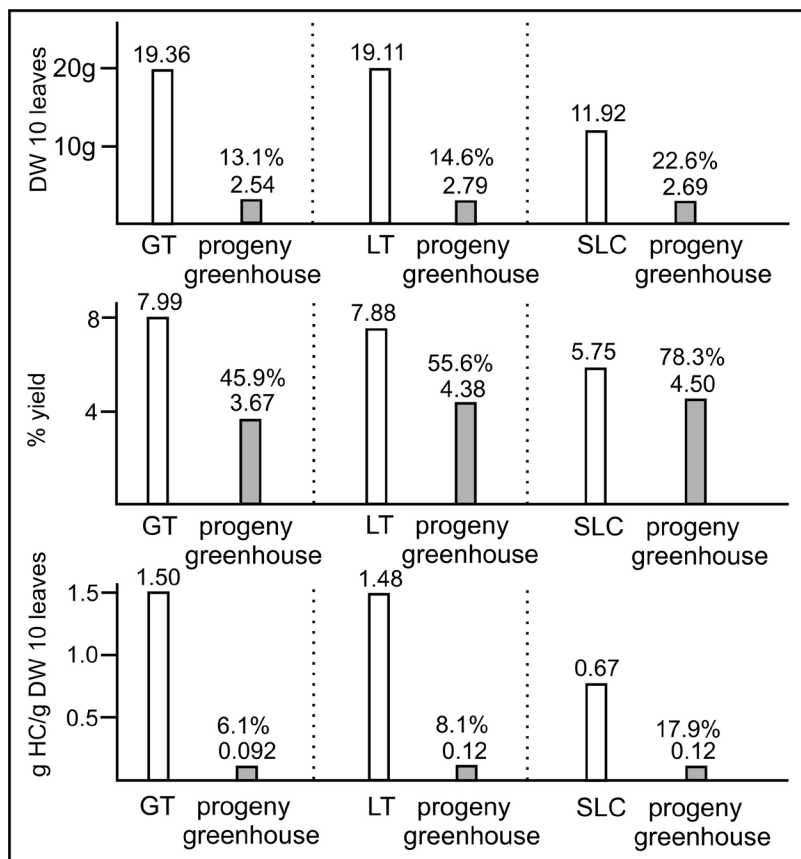 DW 10 leaves
20g
10g
19.36
13.1%
2.54
19.11
14.6%
2.79
11.92
22.6%
2.69
GT progeny greenhouse
LT progeny greenhouse
SLC progeny greenhouse
% yield
8
4
7.99
45.9%
3.67
7.88
55.6%
4.38
5.75
78.3%
4.50
GT progeny greenhouse
LT progeny greenhouse
SLC progeny greenhouse
g HC/g DW 10 leaves
1.5
1.0
0.5
1.50
6.1%
0.092
1.48
8.1%
0.12
0.67
17.9%
0.12
GT progeny greenhouse
LT progeny greenhouse
SLC progeny greenhouse